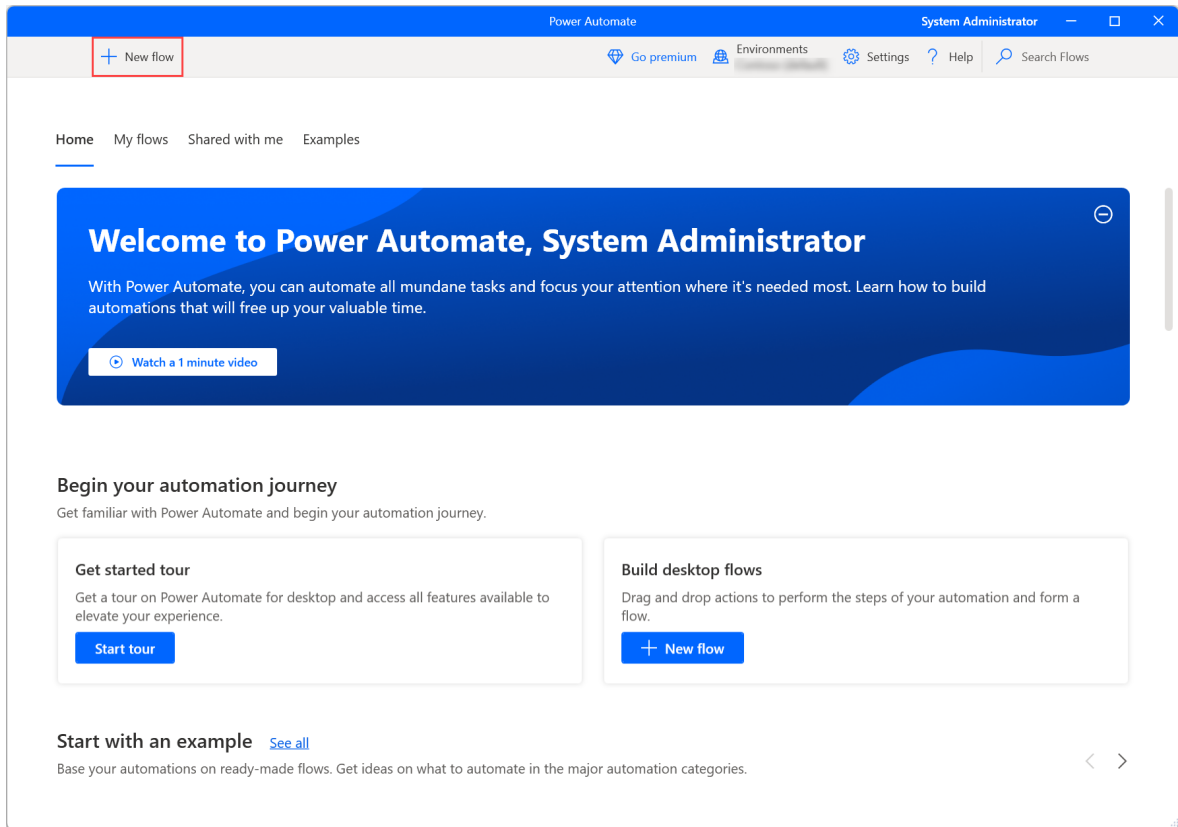 Power Automate
System Administrator
New flow
Go premium
Environments
Settings
Help
Search Flows
Home
My flows
Shared with me
Examples
Welcome to Power Automate, System Administrator
With Power Automate, you can automate all mundane tasks and focus your attention where it's needed most. Learn how to build
automations that will free up your valuable time.
Watch a 1 minute video
Begin your automation journey
Get familiar with Power Automate and begin your automation journey.
Get started tour
Get a tour on Power Automate for desktop and access all features available to
elevate your experience.
Start tour
Build desktop flows
Drag and drop actions to perform the steps of your automation and form a
flow.
New flow
Start with an example See all
Base your automations on ready-made flows. Get ideas on what to automate in the major automation categories.